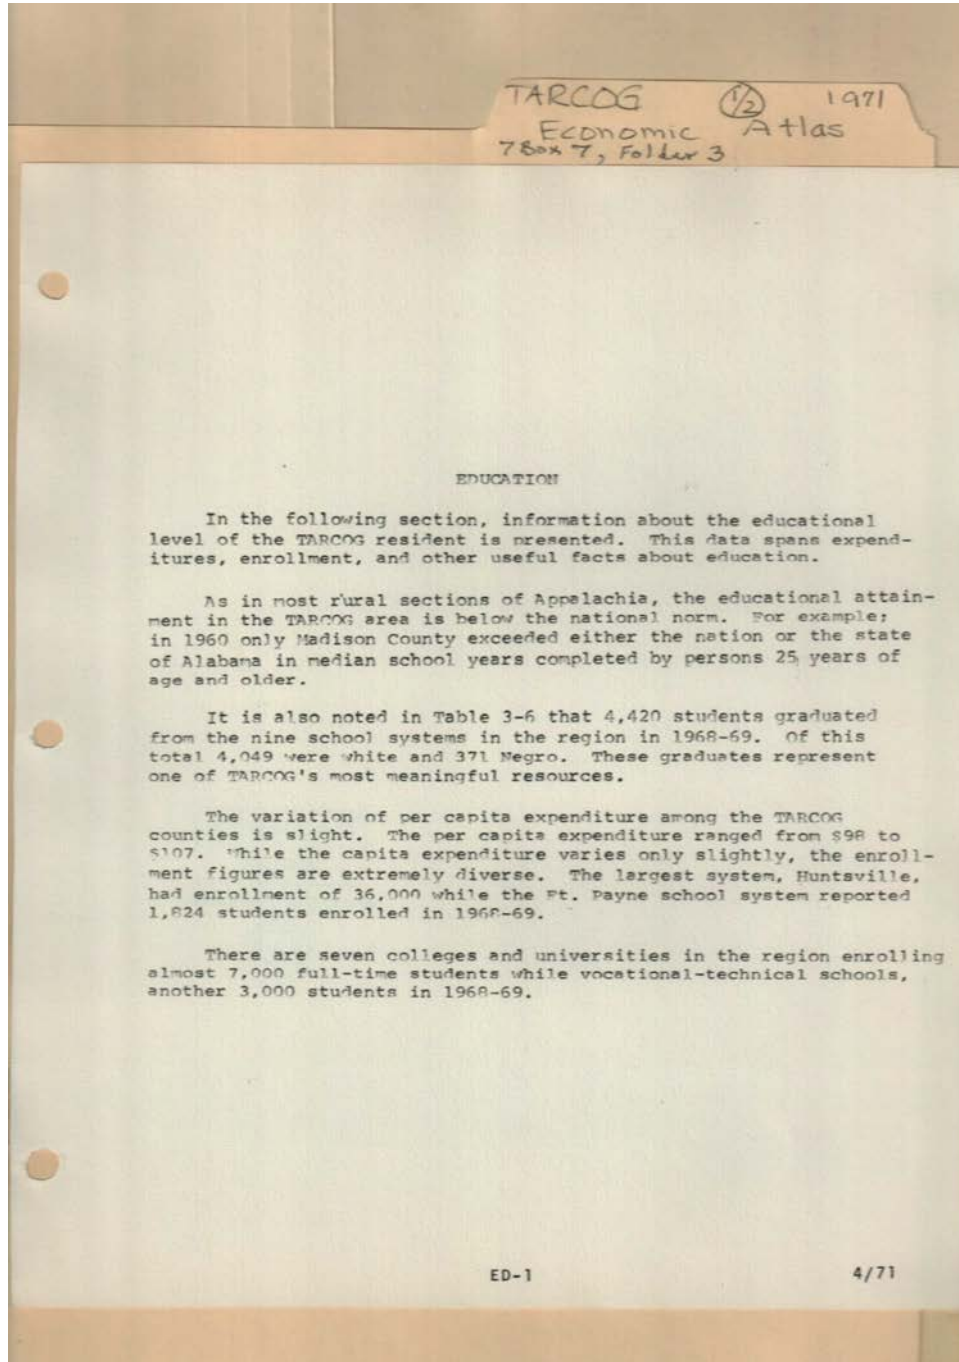 TARCOG 1/2 1971
Economic Atlas
7 Box 7, Folder 3
EDUCATION
In the following section, information about the educational
level of the TARCOG resident is presented. This data spans expend-
itures, enrollment, and other useful facts about education.
As in most rural sections of Appalachia, the educational attain-
ment in the TARCOG area is below the national norm. For example;
in 1960 only Madison County exceeded either the nation or the state
of Alabama in median school years completed by persons 25 years of
age and older.
It is also noted in Table 3-6 that 4,420 students graduated
from the nine school systems in the region in 1968-69. Of this
total 4,049 were white and 371 Negro. These graduates represent
one of TARCOG's most meaningful resources.
The variation of per capita expenditure among the TARCOG
counties is slight. The per capita expenditure ranged from $98 to
$107. While the capita expenditure varies only slightly, the enroll-
ment figures are extremely diverse. The largest system, Huntsville,
had enrollment of 36,000 while the Ft. Payne school system reported
1,824 students enrolled in 1968-69.
There are seven colleges and universities in the region enrolling
almost 7,000 full-time students while vocational-technical schools,
another 3,000 students in 1968-69.
ED-1 4/71